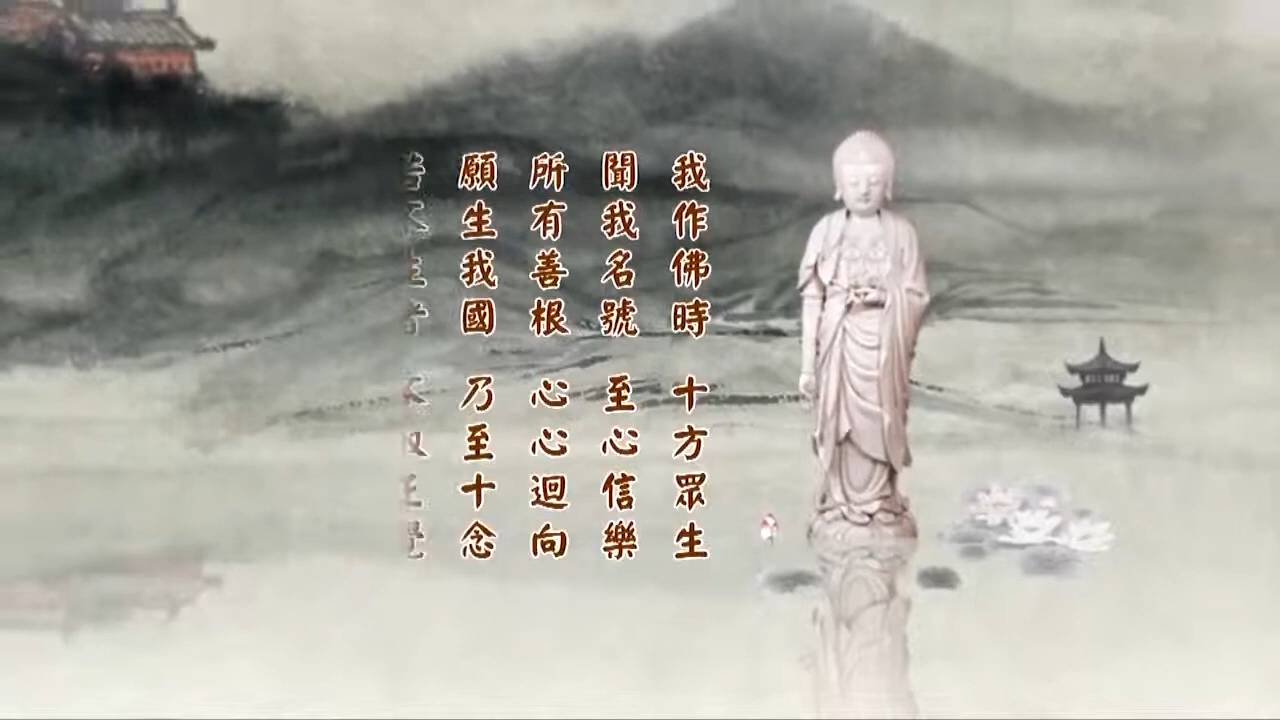 我作佛時 十方眾生
聞我名號 至心信樂
所有善根 心心迴向
願生我國 乃至十念